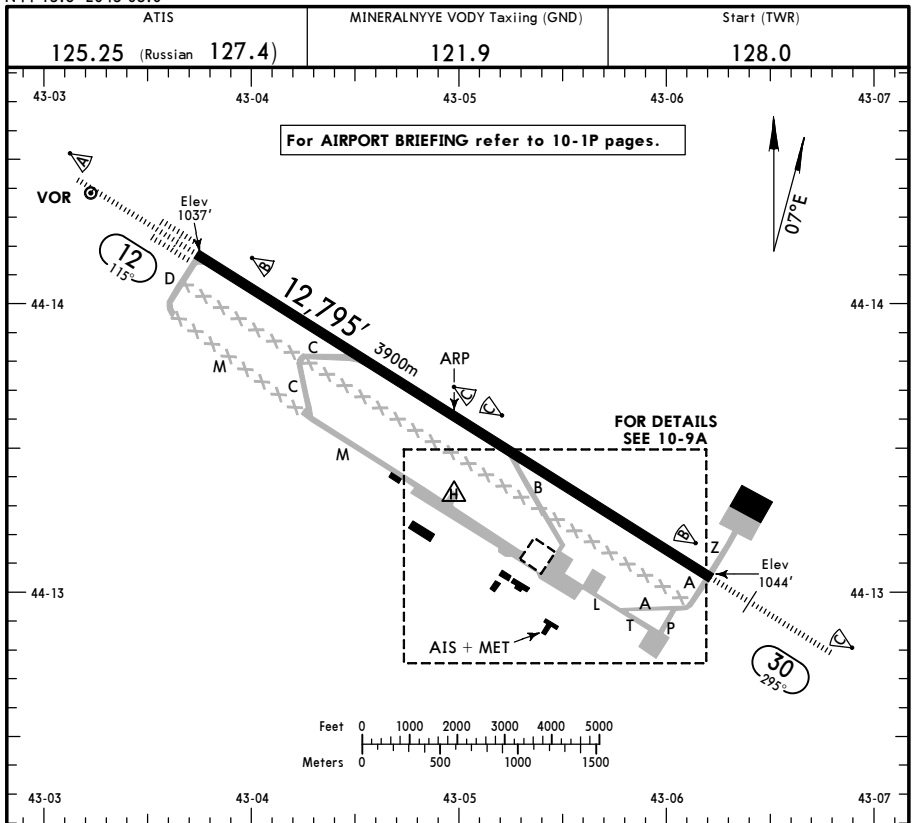 ATIS
125.25 (Russian 127.4)
MINERALNYYE VODY Taxiing (GND)
121.9
Start (TWR)
128.0
43-03 43-04 43-05 43-06 43-07
For AIRPORT BRIEFING refer to 10-1P pages.
A
VOR
Elev
1037'
07°E
12
115°
B
D
44-14 44-14
12,795'
3900m
C
ARP
C
C
C
M
M
FOR DETAILS
SEE 10-9A
H
B
B
Z
Elev
1044'
A
44-13 44-13
L
A
T
P
AIS + MET
C
30
295°
Feet 0 1000 2000 3000 4000 5000
Meters 0 500 1000 1500
43-03 43-04 43-05 43-06 43-07